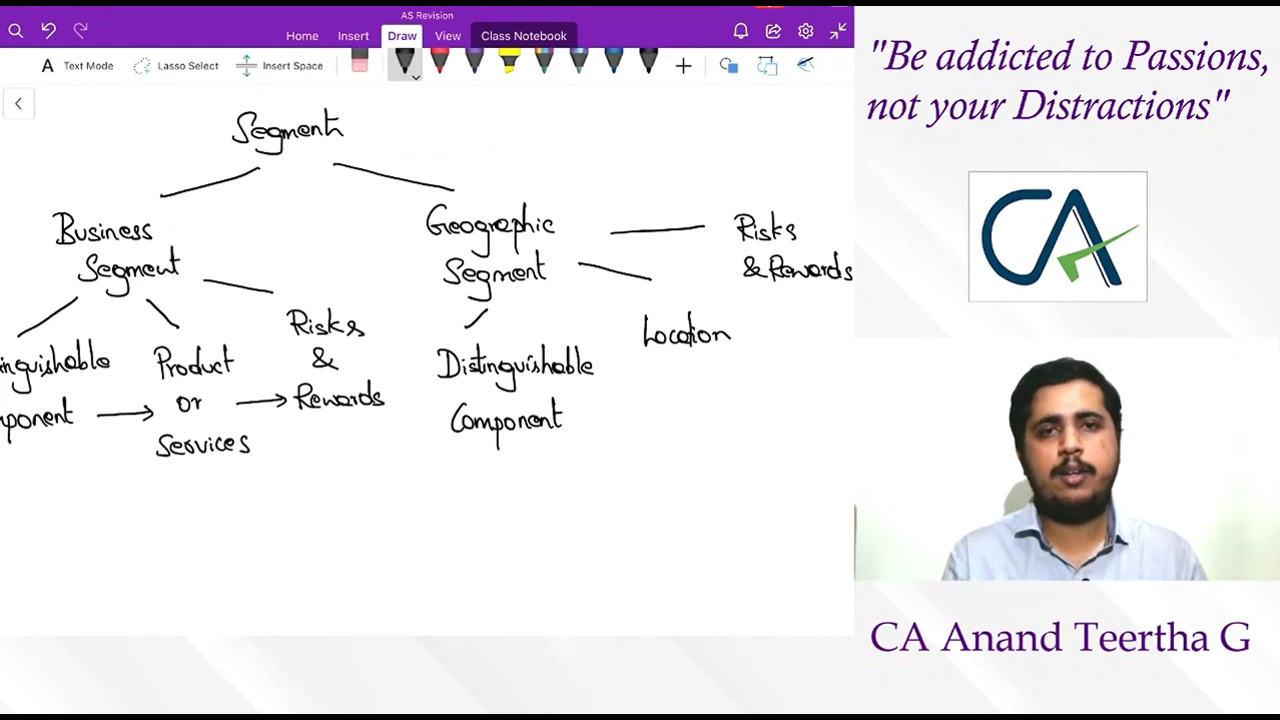 AS Revision
Home Insert Draw View Class Notebook
A Text Mode Lasso Select Insert Space
"Be addicted to Passions,
not your Distractions"
CA
Segment
Business
Segment
Geographic
Segment
Risks
& Rewards
Location
Risks
&
Rewards
inguishable
ponent
Product
or
Services
Distinguishable
Component
CA Anand Teertha G